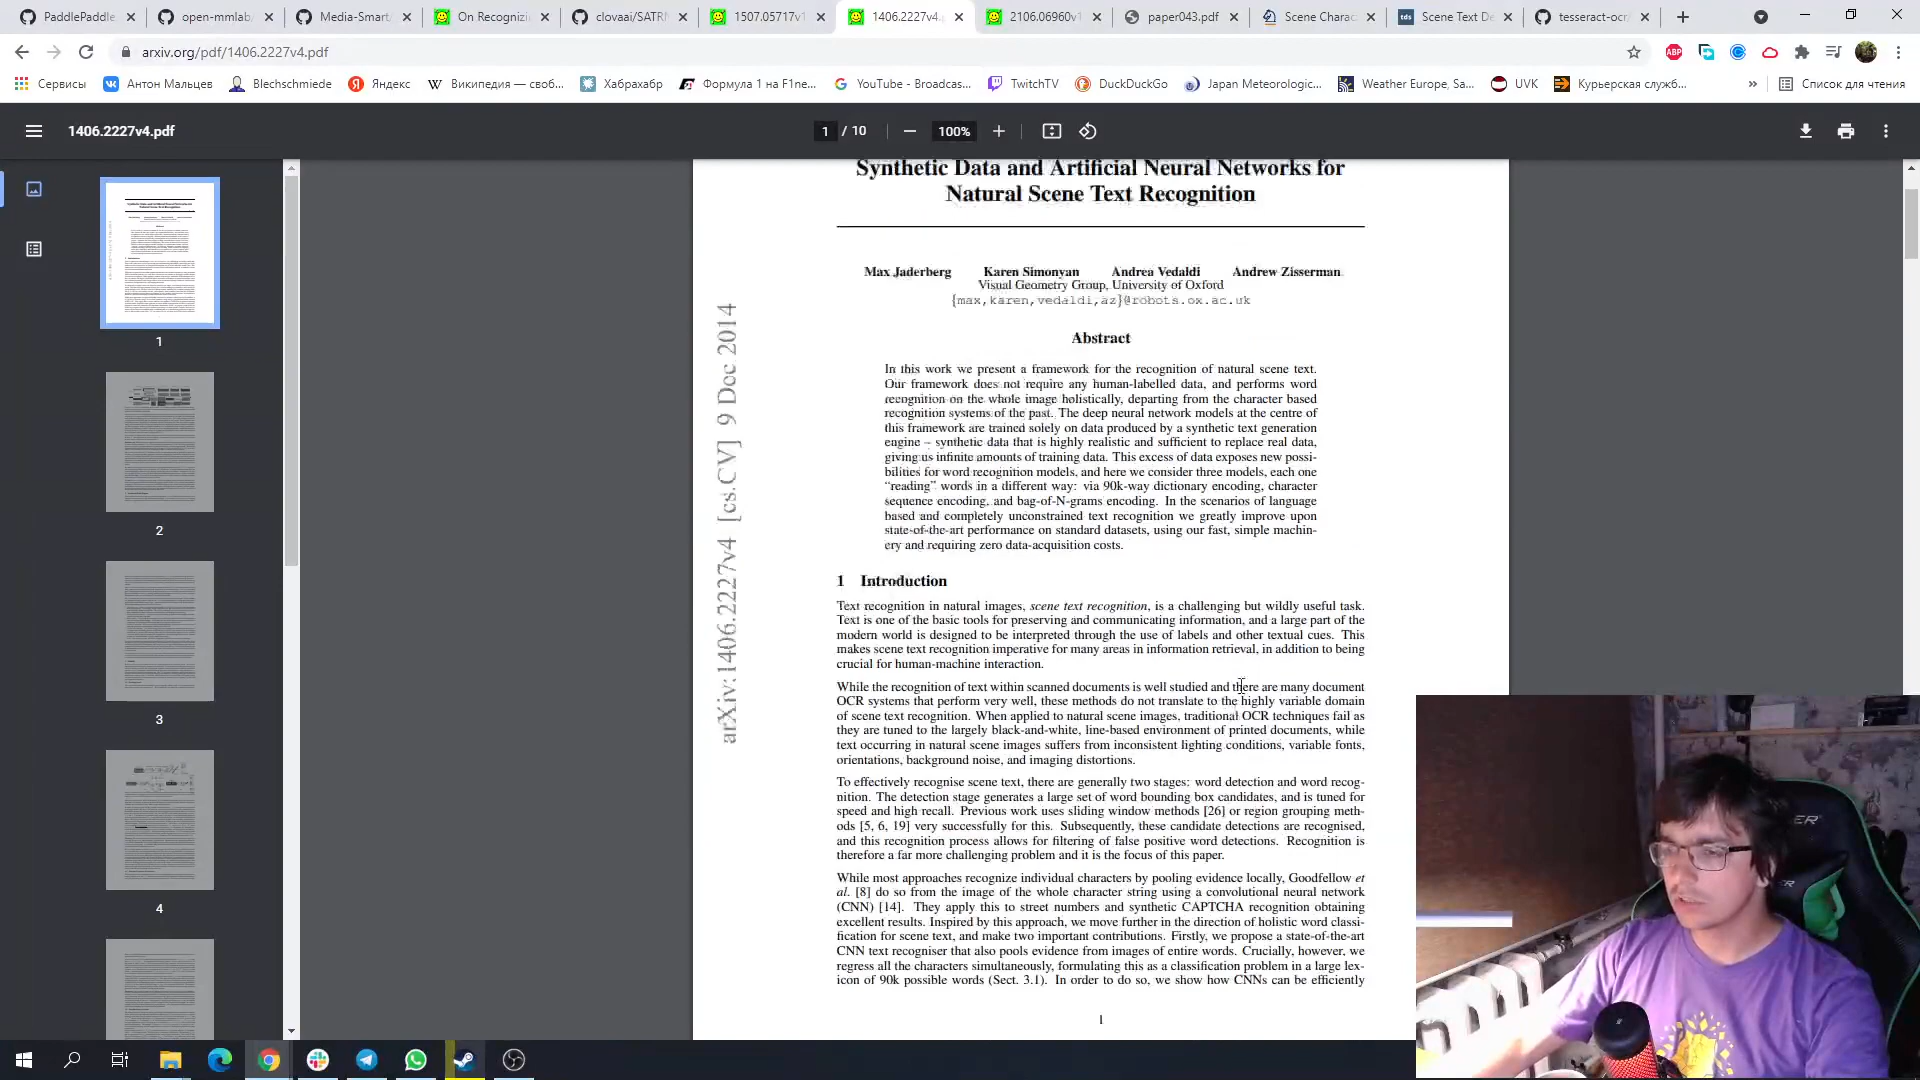 PaddlePaddle
open-mmlab/
Media-Smart/
On Recognizi
clovaai/SATRN
1507.05717v1
1406.2227v4.
2106.06960v1
paper043.pdf
Scene Charac
Scene Text De
tesseract-ocr
arxiv.org/pdf/1406.2227v4.pdf
ABP
Сервисы
Антон Мальцев
Blechschmiede
Яндекс
Википедия — своб...
Хабрахабр
Формула 1 на F1ne...
YouTube - Broadcas...
TwitchTV
DuckDuckGo
Japan Meteorologic...
Weather Europe, Sa...
UVK
Курьерская служб...
»
Список для чтения
1406.2227v4.pdf
1 / 10
100%
1
2
3
4
arXiv:1406.2227v4 [cs.CV] 9 Dec 2014
Synthetic Data and Artificial Neural Networks for
Natural Scene Text Recognition
Max Jaderberg Karen Simonyan Andrea Vedaldi Andrew Zisserman
Visual Geometry Group, University of Oxford
{max,karen,vedaldi,az}@robots.ox.ac.uk
Abstract
In this work we present a framework for the recognition of natural scene text.
Our framework does not require any human-labelled data, and performs word
recognition on the whole image holistically, departing from the character based
recognition systems of the past. The deep neural network models at the centre of
this framework are trained solely on data produced by a synthetic text generation
engine – synthetic data that is highly realistic and sufficient to replace real data,
giving us infinite amounts of training data. This excess of data exposes new possi-
bilities for word recognition models, and here we consider three models, each one
“reading” words in a different way: via 90k-way dictionary encoding, character
sequence encoding, and bag-of-N-grams encoding. In the scenarios of language
based and completely unconstrained text recognition we greatly improve upon
state-of-the-art performance on standard datasets, using our fast, simple machin-
ery and requiring zero data-acquisition costs.
1 Introduction
Text recognition in natural images, scene text recognition, is a challenging but wildly useful task.
Text is one of the basic tools for preserving and communicating information, and a large part of the
modern world is designed to be interpreted through the use of labels and other textual cues. This
makes scene text recognition imperative for many areas in information retrieval, in addition to being
crucial for human-machine interaction.
While the recognition of text within scanned documents is well studied and there are many document
OCR systems that perform very well, these methods do not translate to the highly variable domain
of scene text recognition. When applied to natural scene images, traditional OCR techniques fail as
they are tuned to the largely black-and-white, line-based environment of printed documents, while
text occurring in natural scene images suffers from inconsistent lighting conditions, variable fonts,
orientations, background noise, and imaging distortions.
To effectively recognise scene text, there are generally two stages: word detection and word recog-
nition. The detection stage generates a large set of word bounding box candidates, and is tuned for
speed and high recall. Previous work uses sliding window methods [26] or region grouping meth-
ods [5, 6, 19] very successfully for this. Subsequently, these candidate detections are recognised,
and this recognition process allows for filtering of false positive word detections. Recognition is
therefore a far more challenging problem and it is the focus of this paper.
While most approaches recognize individual characters by pooling evidence locally, Goodfellow et
al. [8] do so from the image of the whole character string using a convolutional neural network
(CNN) [14]. They apply this to street numbers and synthetic CAPTCHA recognition obtaining
excellent results. Inspired by this approach, we move further in the direction of holistic word classi-
fication for scene text, and make two important contributions. Firstly, we propose a state-of-the-art
CNN text recogniser that also pools evidence from images of entire words. Crucially, however, we
regress all the characters simultaneously, formulating this as a classification problem in a large lex-
icon of 90k possible words (Sect. 3.1). In order to do so, we show how CNNs can be efficiently
1